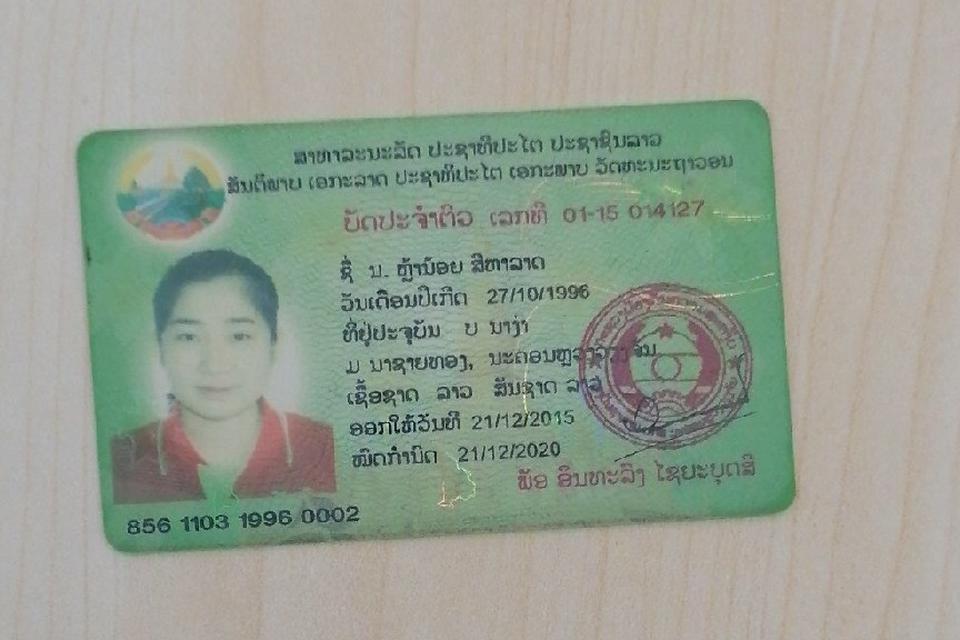 ສາທາລະນະລັດ ປະຊາທິປະໄຕ ປະຊາຊົນລາວ
ສັນຕິພາບ ເອກະລາດ ປະຊາທິປະໄຕ ເອກະພາບ ວັດທະນະຖາວອນ
ບັດປະຈຳຕົວ ເລກທີ 01-15 014127
ຊື່ ນ. ຫຼ້ານ້ອຍ ສີຫາລາດ
ວັນເດືອນປີເກີດ 27/10/1996
ທີ່ຢູ່ປະຈຸບັນ ບ ນາງ່າ
ມ ນາຊາຍທອງ, ນະຄອນຫຼວງວຽງຈັນ
ເຊື້ອຊາດ ລາວ ສັນຊາດ ລາວ
ອອກໃຫ້ວັນທີ 21/12/2015
ໝົດກຳນົດ 21/12/2020
ພັອ ອິນທະລົງ ໄຊຍະບຸດສີ
856 1103 1996 0002